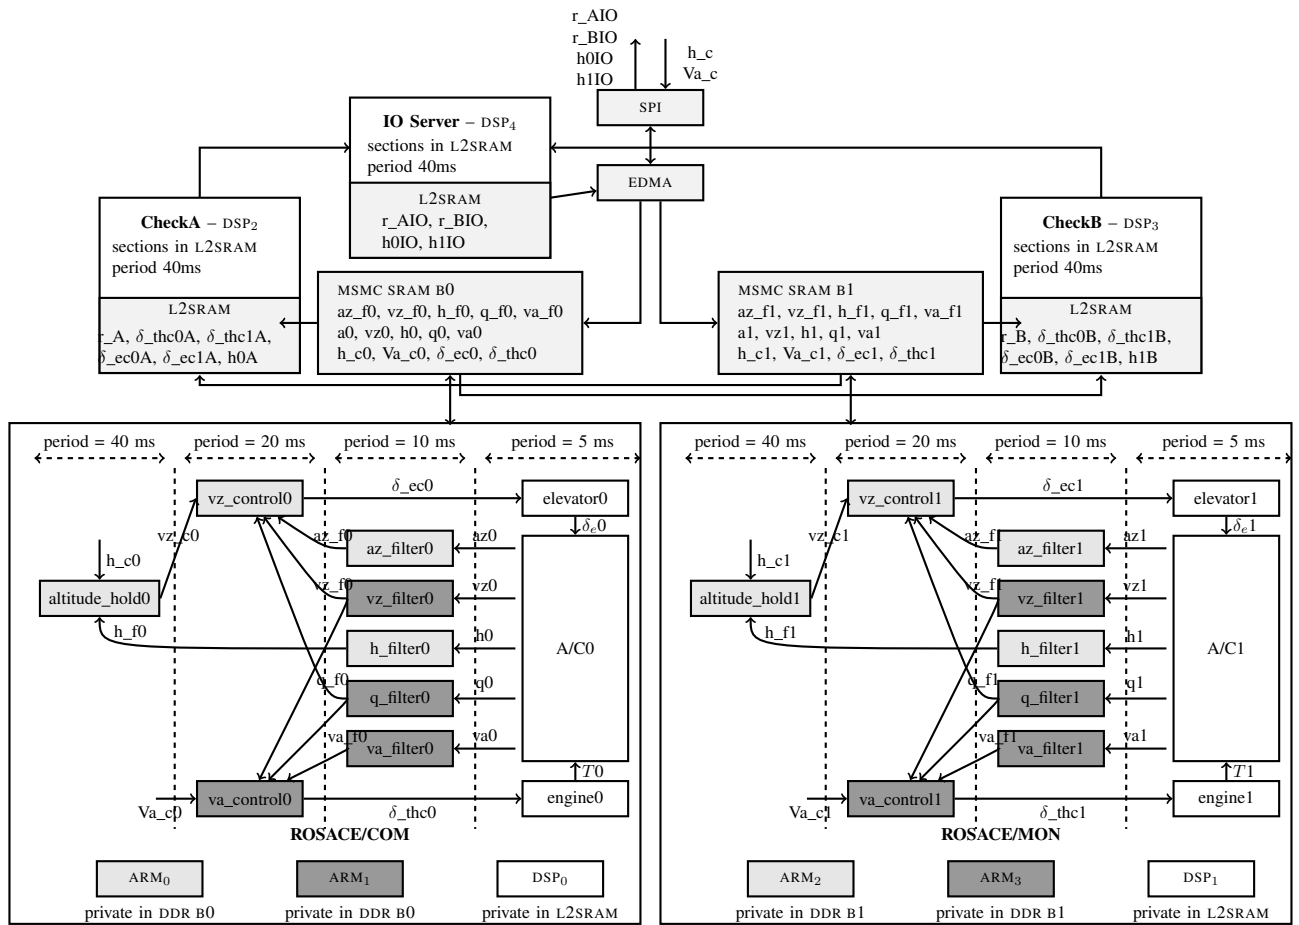 r_AIO
r_BIO
h0IO
h1IO
h_c
Va_c
SPI
EDMA
IO Server – DSP₄
sections in L2SRAM
period 40ms
L2SRAM
r_AIO, r_BIO,
h0IO, h1IO
CheckA – DSP₂
sections in L2SRAM
period 40ms
L2SRAM
r_A, δ_thc0A, δ_thc1A,
δ_ec0A, δ_ec1A, h0A
MSMC SRAM B0
az_f0, vz_f0, h_f0, q_f0, va_f0
a0, vz0, h0, q0, va0
h_c0, Va_c0, δ_ec0, δ_thc0
MSMC SRAM B1
az_f1, vz_f1, h_f1, q_f1, va_f1
a1, vz1, h1, q1, va1
h_c1, Va_c1, δ_ec1, δ_thc1
CheckB – DSP₃
sections in L2SRAM
period 40ms
L2SRAM
r_B, δ_thc0B, δ_thc1B,
δ_ec0B, δ_ec1B, h1B
period = 40 ms period = 20 ms period = 10 ms period = 5 ms
vz_control0
δ_ec0
elevator0
δₑ0
vz_c0
az_f0
az_filter0
az0
h_c0
altitude_hold0
vz_f0
vz_filter0
vz0
h_f0
h_filter0
h0
A/C0
q_f0
q_filter0
q0
va_f0
va_filter0
va0
T0
Va_c0
va_control0
δ_thc0
engine0
ROSACE/COM
ARM₀ ARM₁ DSP₀
private in DDR B0 private in DDR B0 private in L2SRAM
period = 40 ms period = 20 ms period = 10 ms period = 5 ms
vz_control1
δ_ec1
elevator1
δₑ1
vz_c1
az_f1
az_filter1
az1
h_c1
altitude_hold1
vz_f1
vz_filter1
vz1
h_f1
h_filter1
h1
A/C1
q_f1
q_filter1
q1
va_f1
va_filter1
va1
T1
Va_c1
va_control1
δ_thc1
engine1
ROSACE/MON
ARM₂ ARM₃ DSP₁
private in DDR B1 private in DDR B1 private in L2SRAM